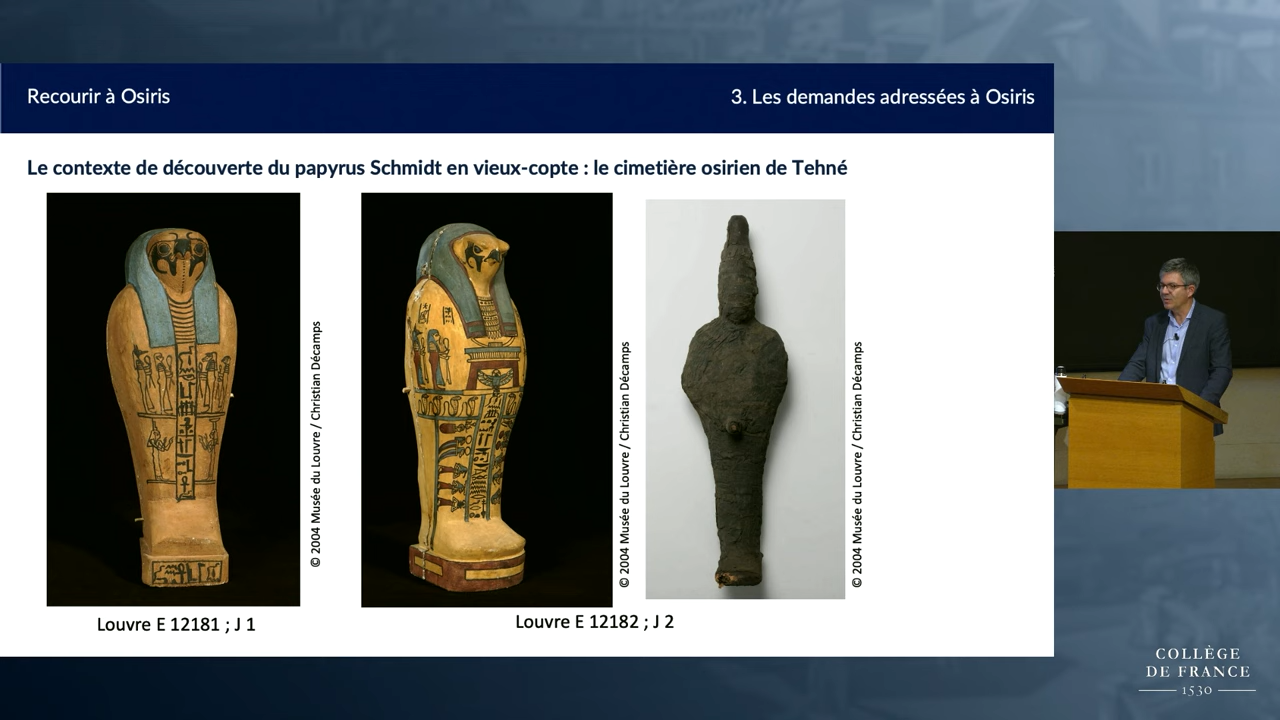 Recourir à Osiris
3. Les demandes adressées à Osiris
Le contexte de découverte du papyrus Schmidt en vieux-copte : le cimetière osirien de Tehné
© 2004 Musée du Louvre / Christian Décamps
© 2004 Musée du Louvre / Christian Décamps
© 2004 Musée du Louvre / Christian Décamps
Louvre E 12181 ; J 1
Louvre E 12182 ; J 2
COLLÈGE
DE FRANCE
1530